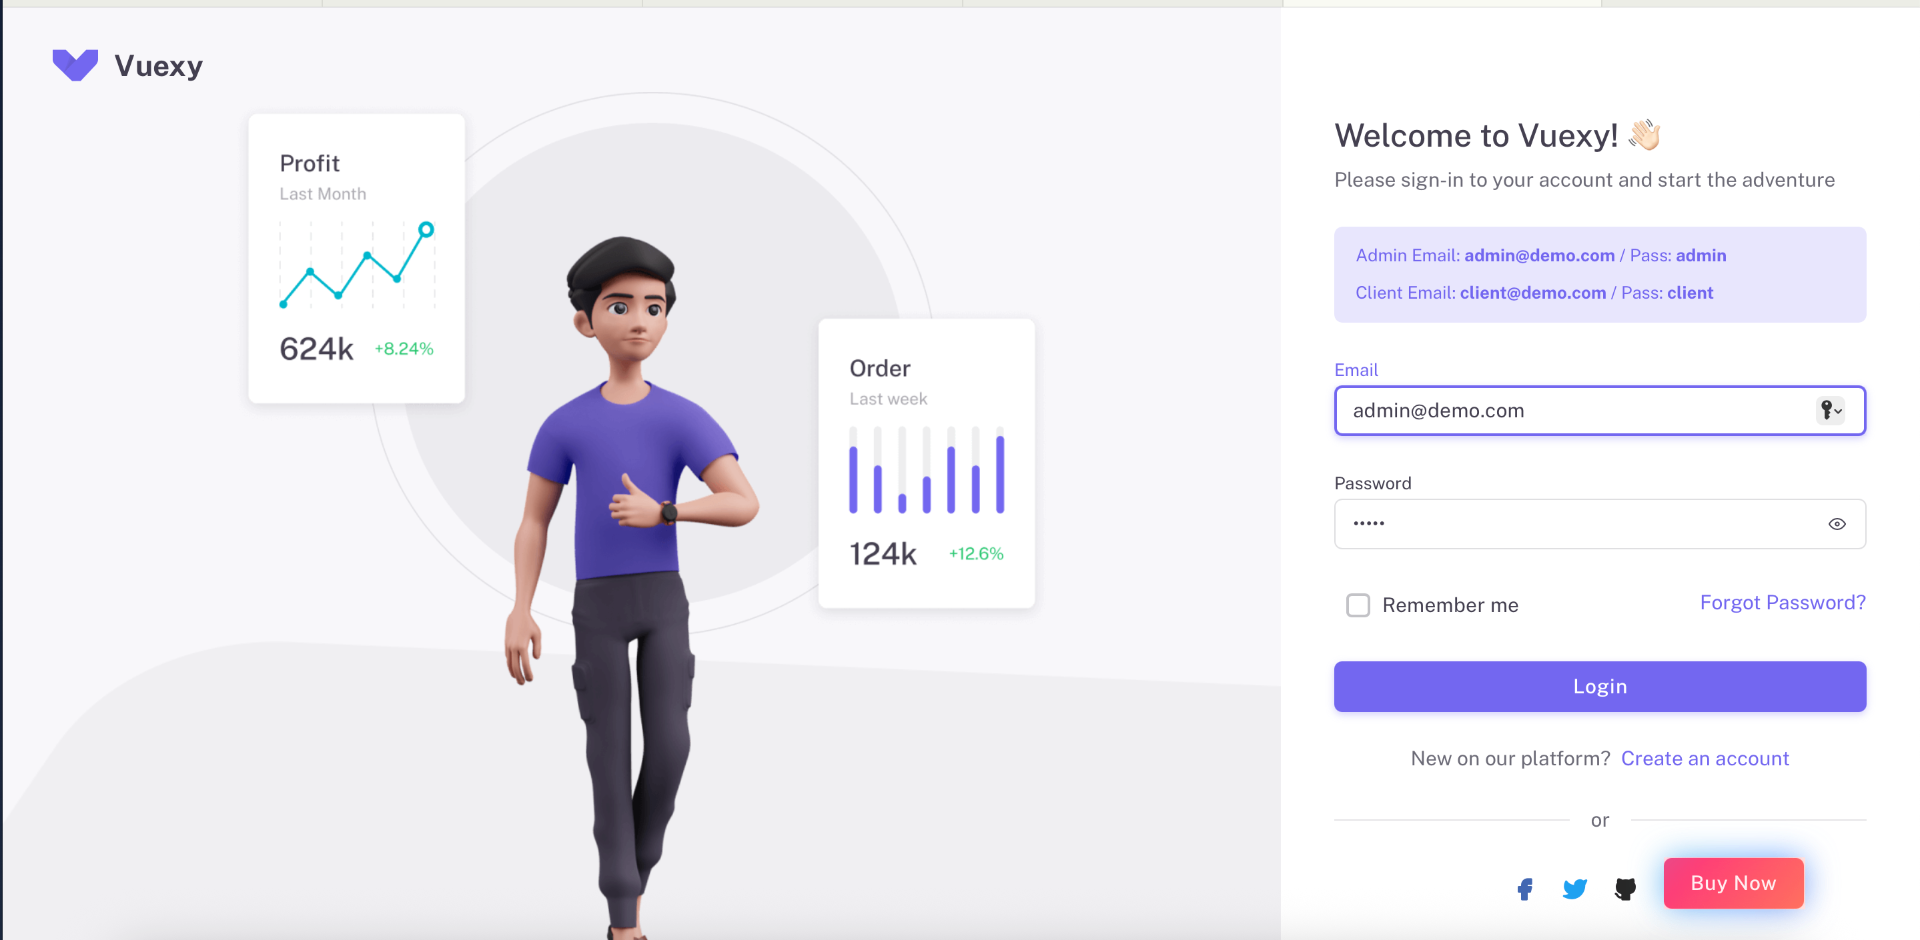 Vuexy
Profit
Last Month
624k +8.24%
Order
Last week
124k +12.6%
Welcome to Vuexy! 👋🏻
Please sign-in to your account and start the adventure
Admin Email: admin@demo.com / Pass: admin
Client Email: client@demo.com / Pass: client
Email
admin@demo.com
Password
•••••
Remember me
Forgot Password?
Login
New on our platform? Create an account
or
Buy Now